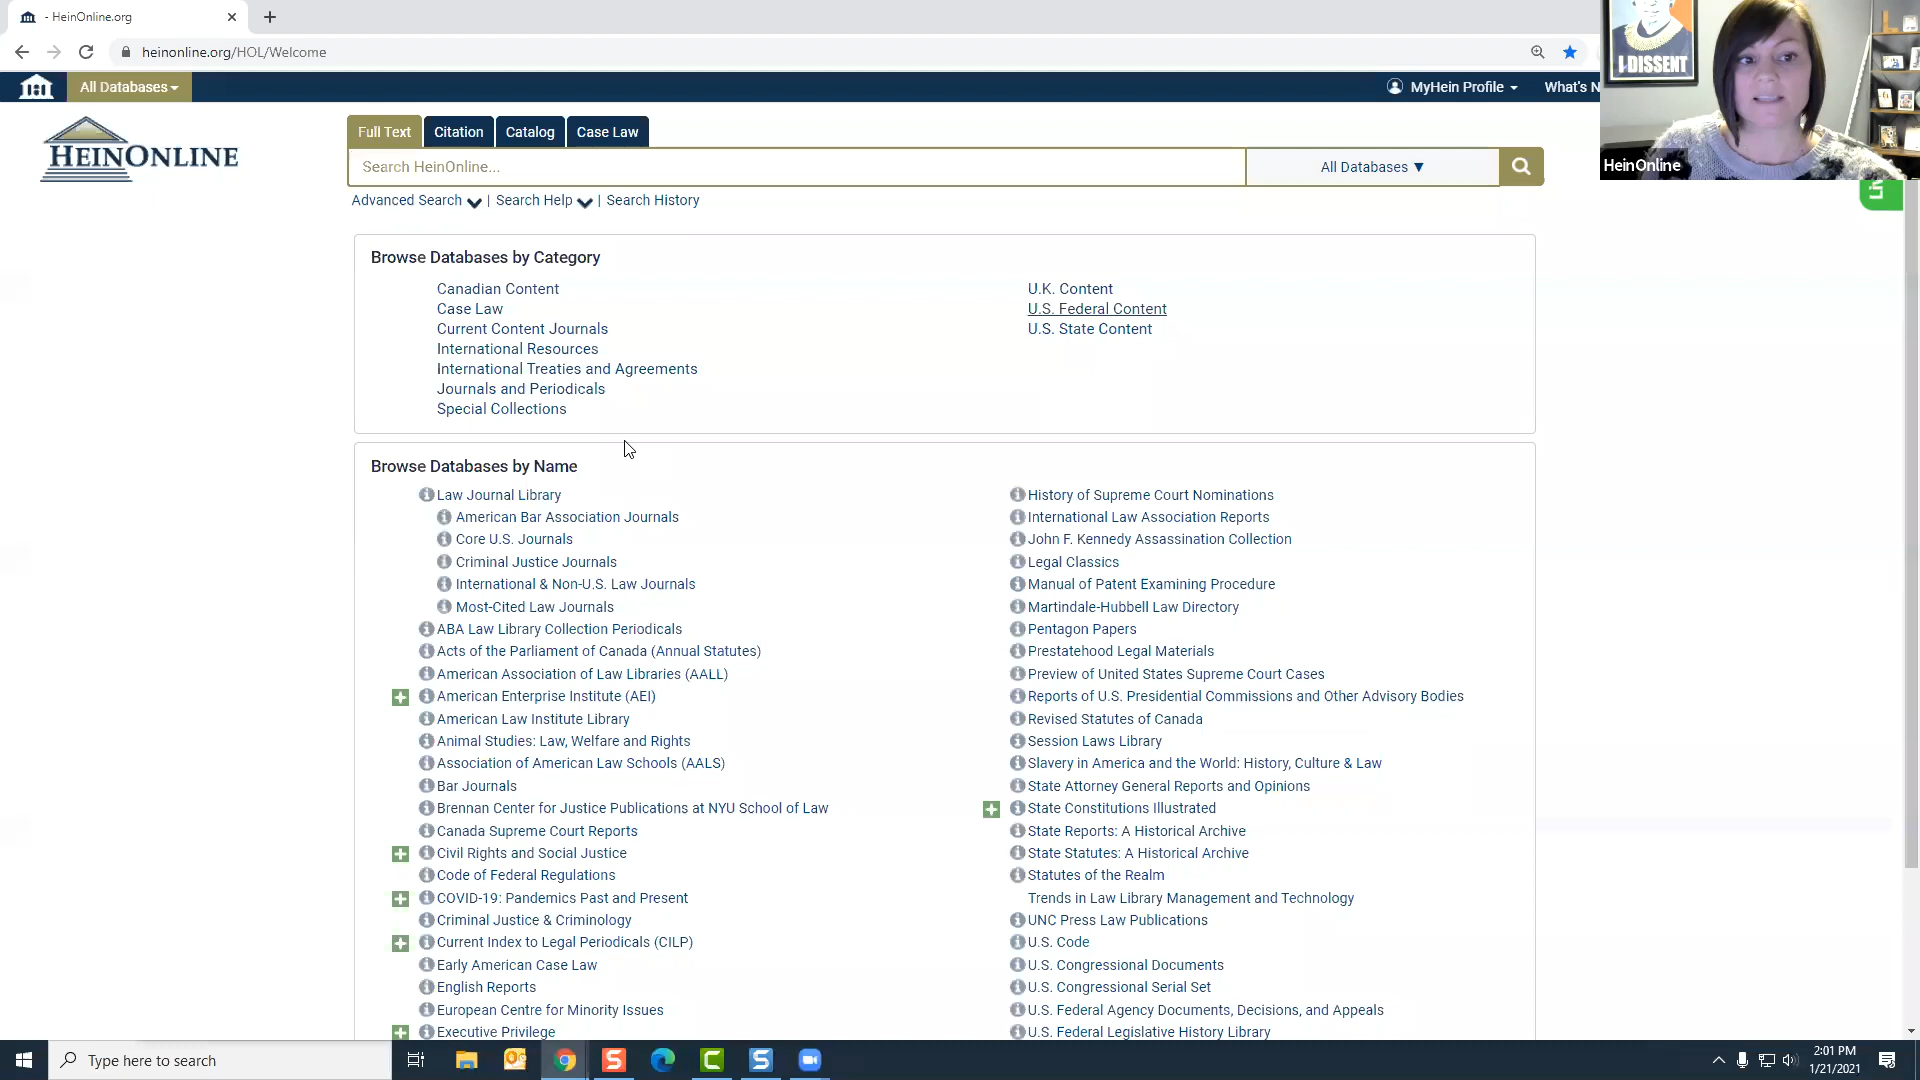 - HeinOnline.org
heinonline.org/HOL/Welcome
All Databases
MyHein Profile
What's N
I DISSENT
HeinOnline
HEINONLINE
Full Text
Citation
Catalog
Case Law
Search HeinOnline...
All Databases ▼
Advanced Search | Search Help | Search History
Browse Databases by Category
Canadian Content
Case Law
Current Content Journals
International Resources
International Treaties and Agreements
Journals and Periodicals
Special Collections
U.K. Content
U.S. Federal Content
U.S. State Content
Browse Databases by Name
Law Journal Library
American Bar Association Journals
Core U.S. Journals
Criminal Justice Journals
International & Non-U.S. Law Journals
Most-Cited Law Journals
ABA Law Library Collection Periodicals
Acts of the Parliament of Canada (Annual Statutes)
American Association of Law Libraries (AALL)
American Enterprise Institute (AEI)
American Law Institute Library
Animal Studies: Law, Welfare and Rights
Association of American Law Schools (AALS)
Bar Journals
Brennan Center for Justice Publications at NYU School of Law
Canada Supreme Court Reports
Civil Rights and Social Justice
Code of Federal Regulations
COVID-19: Pandemics Past and Present
Criminal Justice & Criminology
Current Index to Legal Periodicals (CILP)
Early American Case Law
English Reports
European Centre for Minority Issues
Executive Privilege
History of Supreme Court Nominations
International Law Association Reports
John F. Kennedy Assassination Collection
Legal Classics
Manual of Patent Examining Procedure
Martindale-Hubbell Law Directory
Pentagon Papers
Prestatehood Legal Materials
Preview of United States Supreme Court Cases
Reports of U.S. Presidential Commissions and Other Advisory Bodies
Revised Statutes of Canada
Session Laws Library
Slavery in America and the World: History, Culture & Law
State Attorney General Reports and Opinions
State Constitutions Illustrated
State Reports: A Historical Archive
State Statutes: A Historical Archive
Statutes of the Realm
Trends in Law Library Management and Technology
UNC Press Law Publications
U.S. Code
U.S. Congressional Documents
U.S. Congressional Serial Set
U.S. Federal Agency Documents, Decisions, and Appeals
U.S. Federal Legislative History Library
Type here to search
2:01 PM
1/21/2021